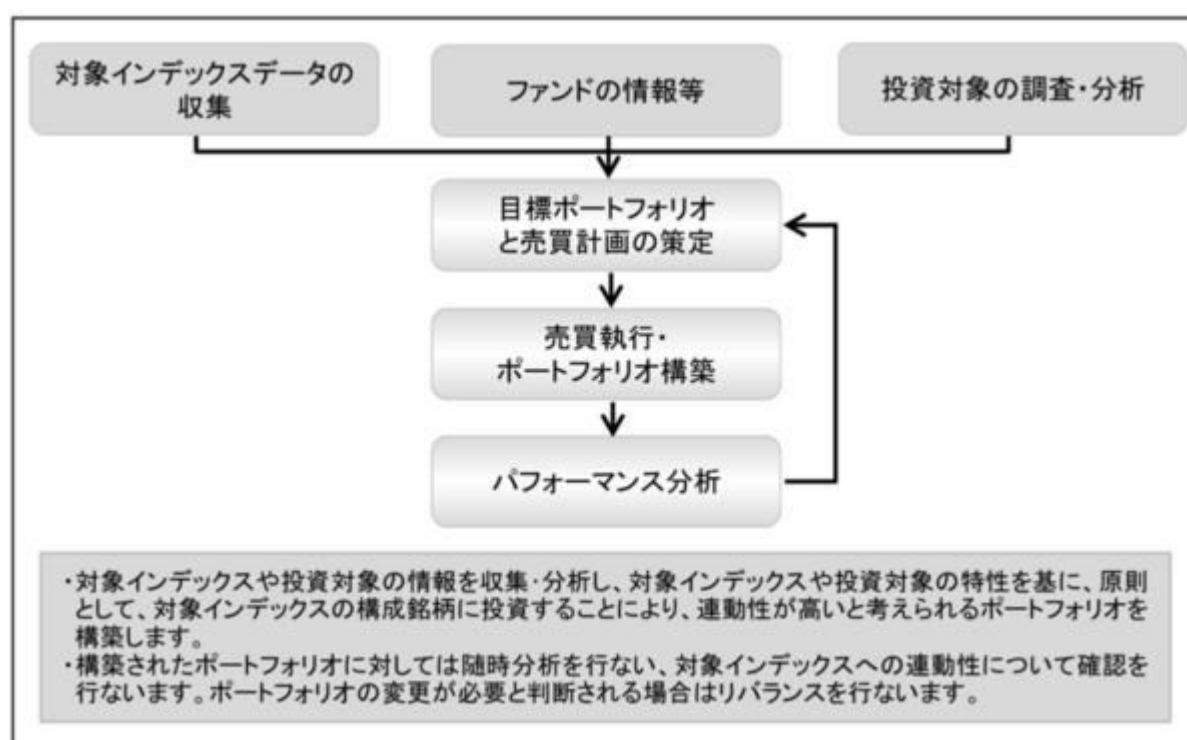 対象インデックスデータの
収集
ファンドの情報等
投資対象の調査・分析
目標ポートフォリオ
と売買計画の策定
売買執行・
ポートフォリオ構築
パフォーマンス分析
・対象インデックスや投資対象の情報を収集・分析し、対象インデックスや投資対象の特性を基に、原則
として、対象インデックスの構成銘柄に投資することにより、連動性が高いと考えられるポートフォリオを
構築します。
・構築されたポートフォリオに対しては随時分析を行ない、対象インデックスへの連動性について確認を
行ないます。ポートフォリオの変更が必要と判断される場合はリバランスを行ないます。